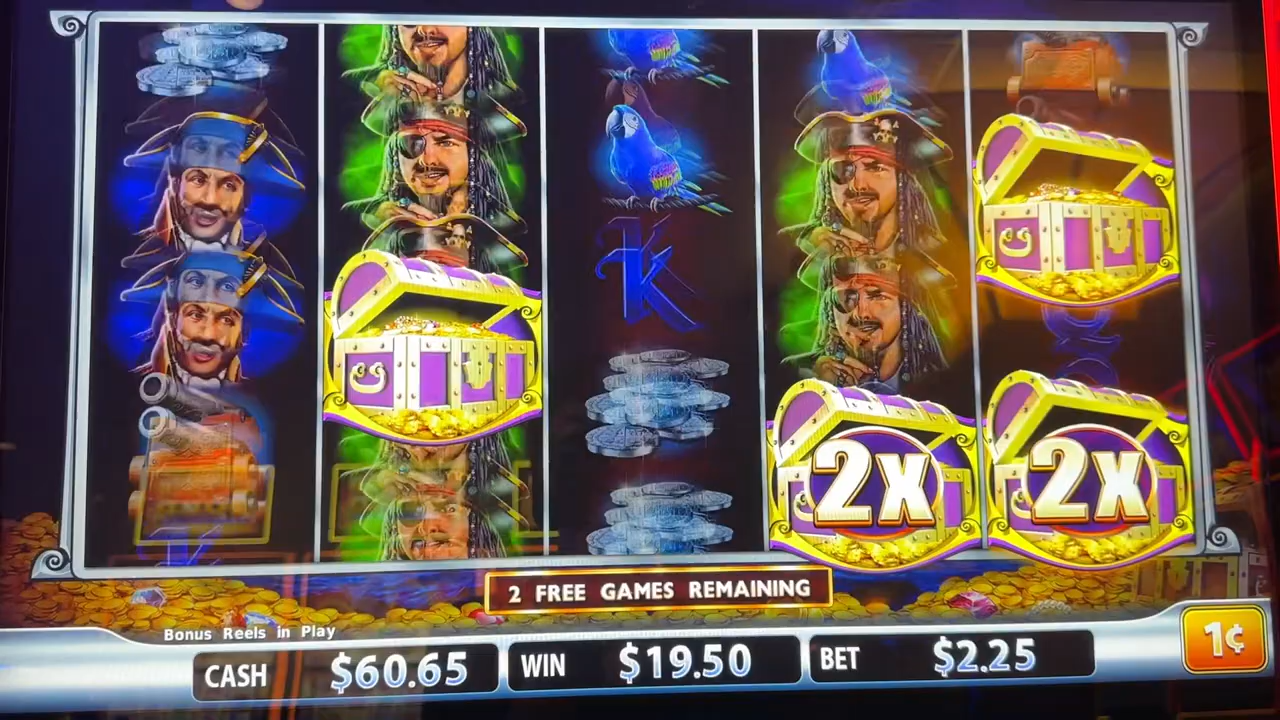 K
2x 2x
2 FREE GAMES REMAINING
Bonus Reels in Play
CASH $60.65 WIN $19.50 BET $2.25 1¢